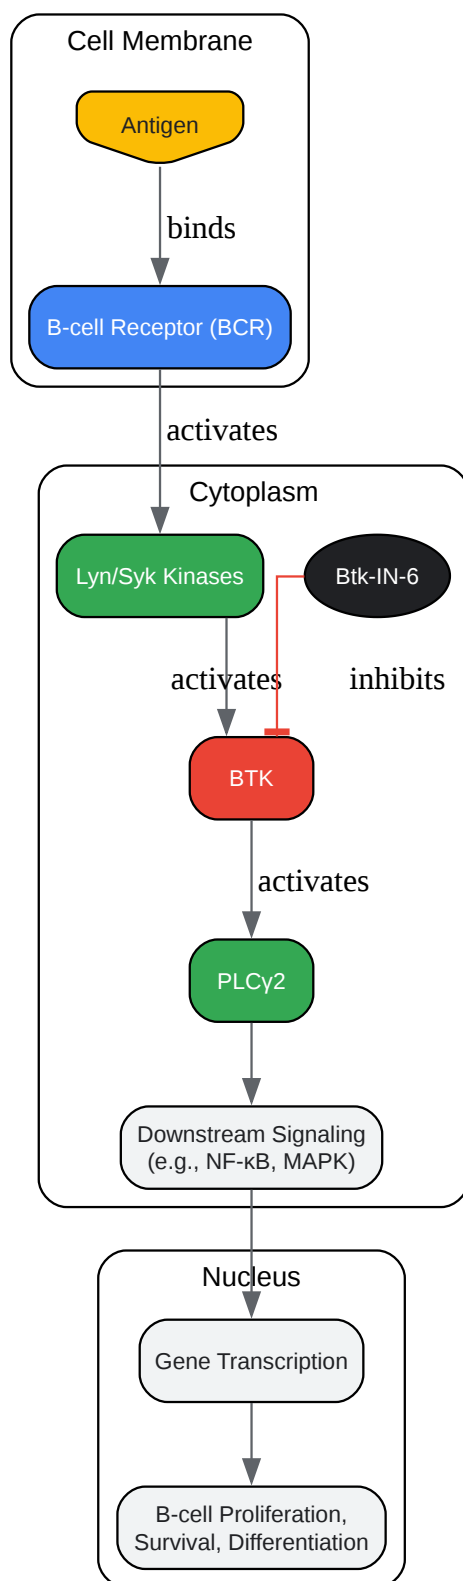 Cell Membrane
Antigen
binds
B-cell Receptor (BCR)
activates
Cytoplasm
Lyn/Syk Kinases
Btk-IN-6
activates
inhibits
BTK
activates
PLCγ2
Downstream Signaling
(e.g., NF-κB, MAPK)
Nucleus
Gene Transcription
B-cell Proliferation,
Survival, Differentiation